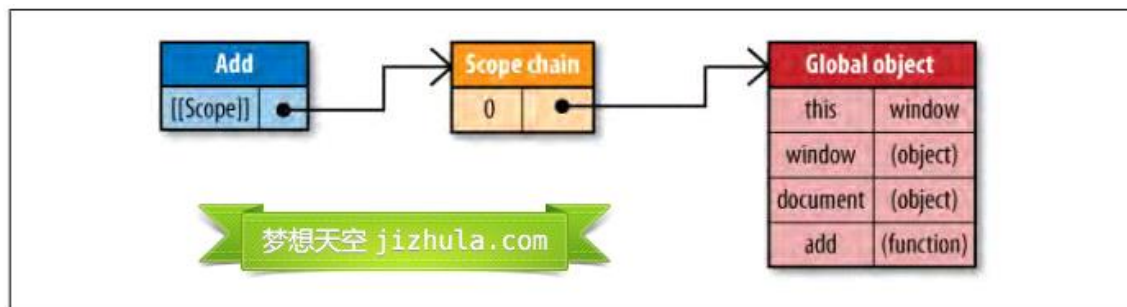 Add
[[Scope]]
Scope chain
0
Global object
this window
window (object)
document (object)
add (function)
梦想天空 jizhula.com